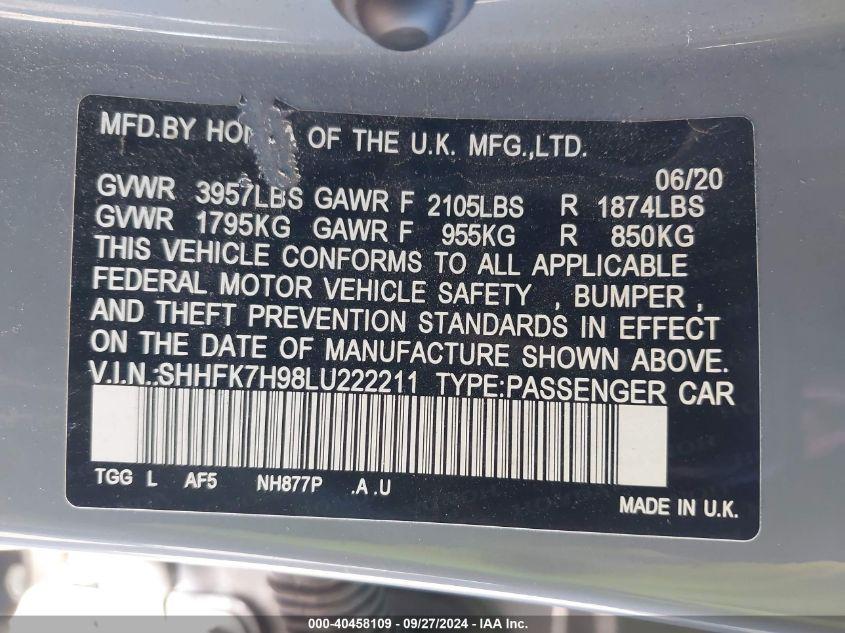 MFD.BY HON A OF THE U.K. MFG.,LTD.
06/20
GVWR 3957LBS GAWR F 2105LBS R 1874LBS
GVWR 1795KG GAWR F 955KG R 850KG
THIS VEHICLE CONFORMS TO ALL APPLICABLE
FEDERAL MOTOR VEHICLE SAFETY , BUMPER ,
AND THEFT PREVENTION STANDARDS IN EFFECT
ON THE DATE OF MANUFACTURE SHOWN ABOVE.
V.I.N.:SHHFK7H98LU222211 TYPE:PASSENGER CAR
TGG L AF5 NH877P .A .U
MADE IN U.K.
000-40458109 - 09/27/2024 - IAA Inc.